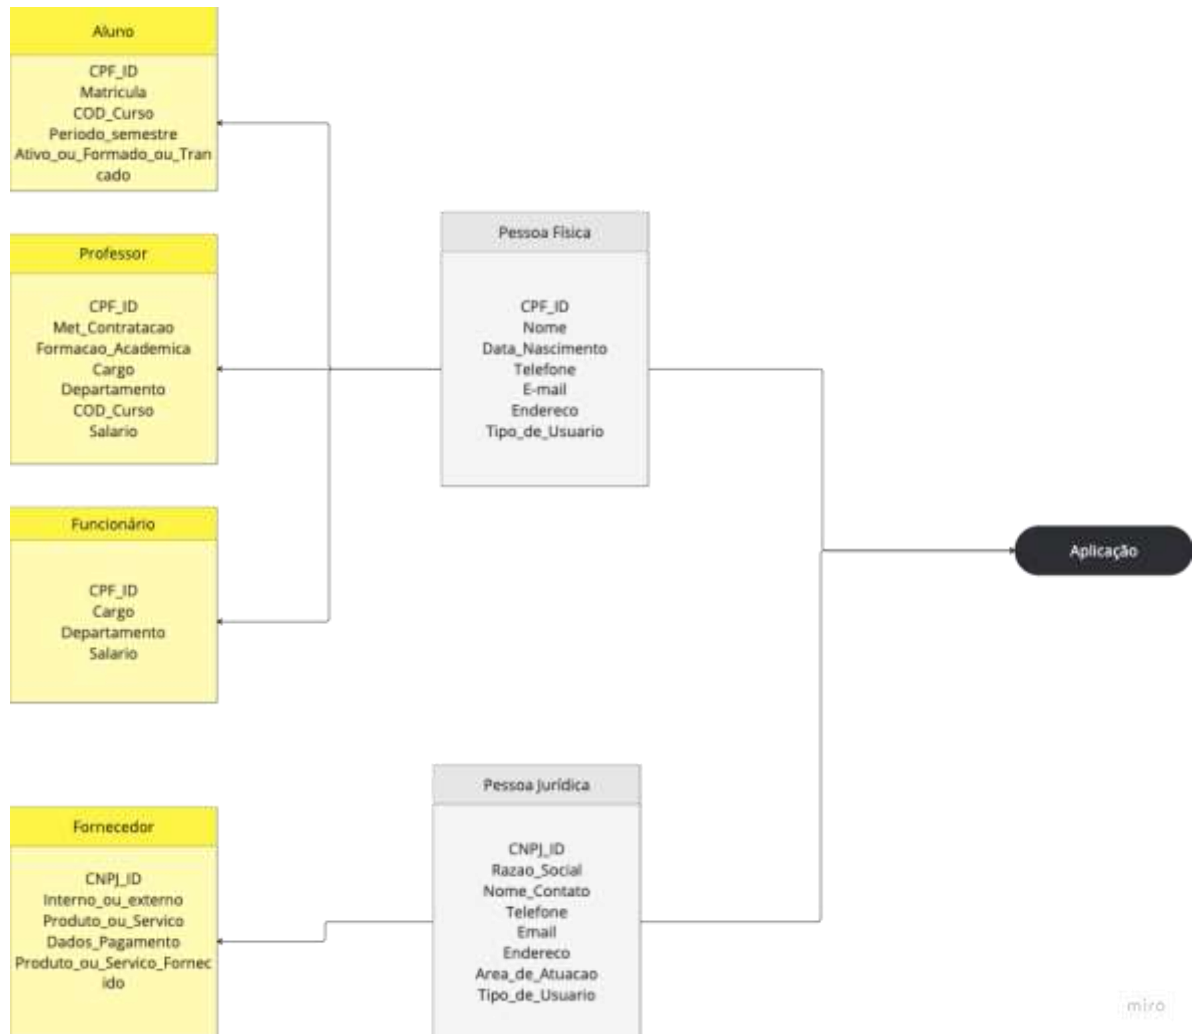 Aluno
CPF_ID
Matricula
COD_Curso
Periodo_semestre
Ativo_ou_Formado_ou_Tran
cado
Professor
CPF_ID
Met_Contratacao
Formacao_Academica
Cargo
Departamento
COD_Curso
Salario
Funcionário
CPF_ID
Cargo
Departamento
Salario
Fornecedor
CNPJ_ID
Interno_ou_externo
Produto_ou_Servico
Dados_Pagamento
Produto_ou_Servico_Fornec
ido
Pessoa Física
CPF_ID
Nome
Data_Nascimento
Telefone
E-mail
Endereco
Tipo_de_Usuario
Pessoa Jurídica
CNPJ_ID
Razao_Social
Nome_Contato
Telefone
Email
Endereco
Area_de_Atuacao
Tipo_de_Usuario
Aplicação
miro